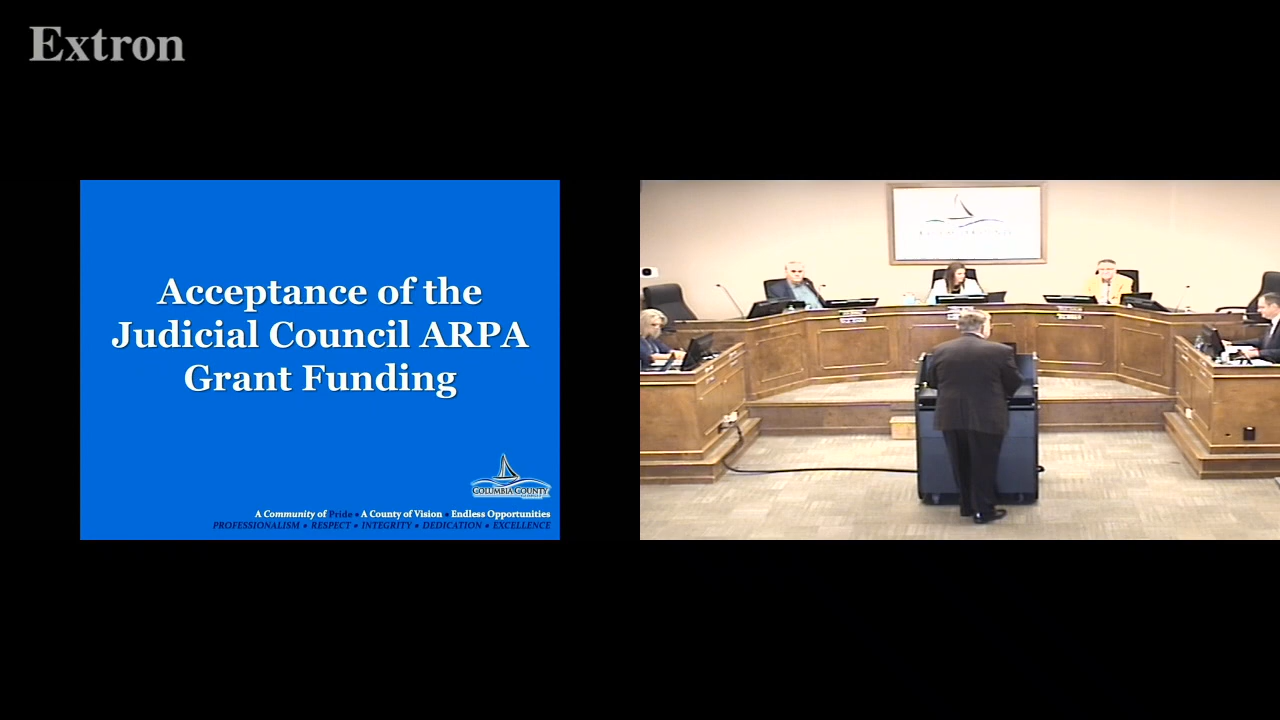 Extron
Acceptance of the
Judicial Council ARPA
Grant Funding
COLUMBIA COUNTY
A Community of Pride • A County of Vision • Endless Opportunities
PROFESSIONALISM • RESPECT • INTEGRITY • DEDICATION • EXCELLENCE